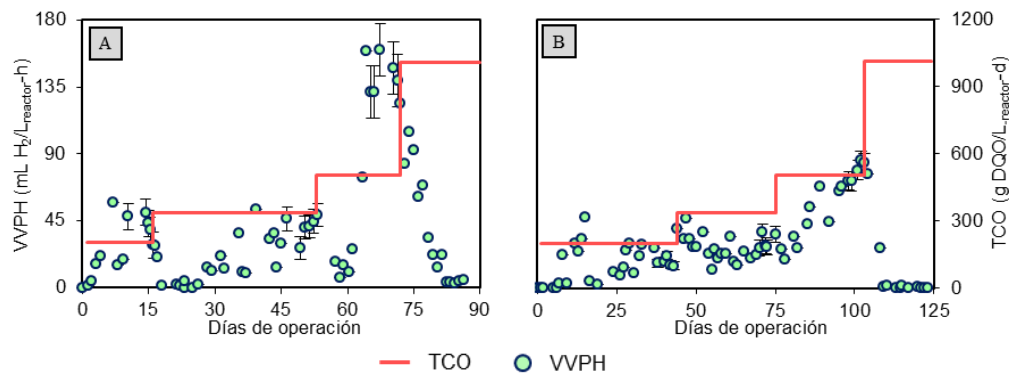 A
B
VVPH (mL H₂/Lreactor-h)
180
135
90
45
0
0
15
30
45
60
75
90
Días de operación
0
25
50
75
100
125
Días de operación
1200
900
600
300
0
TCO (g DQO/L-reactor-d)
TCO
VVPH